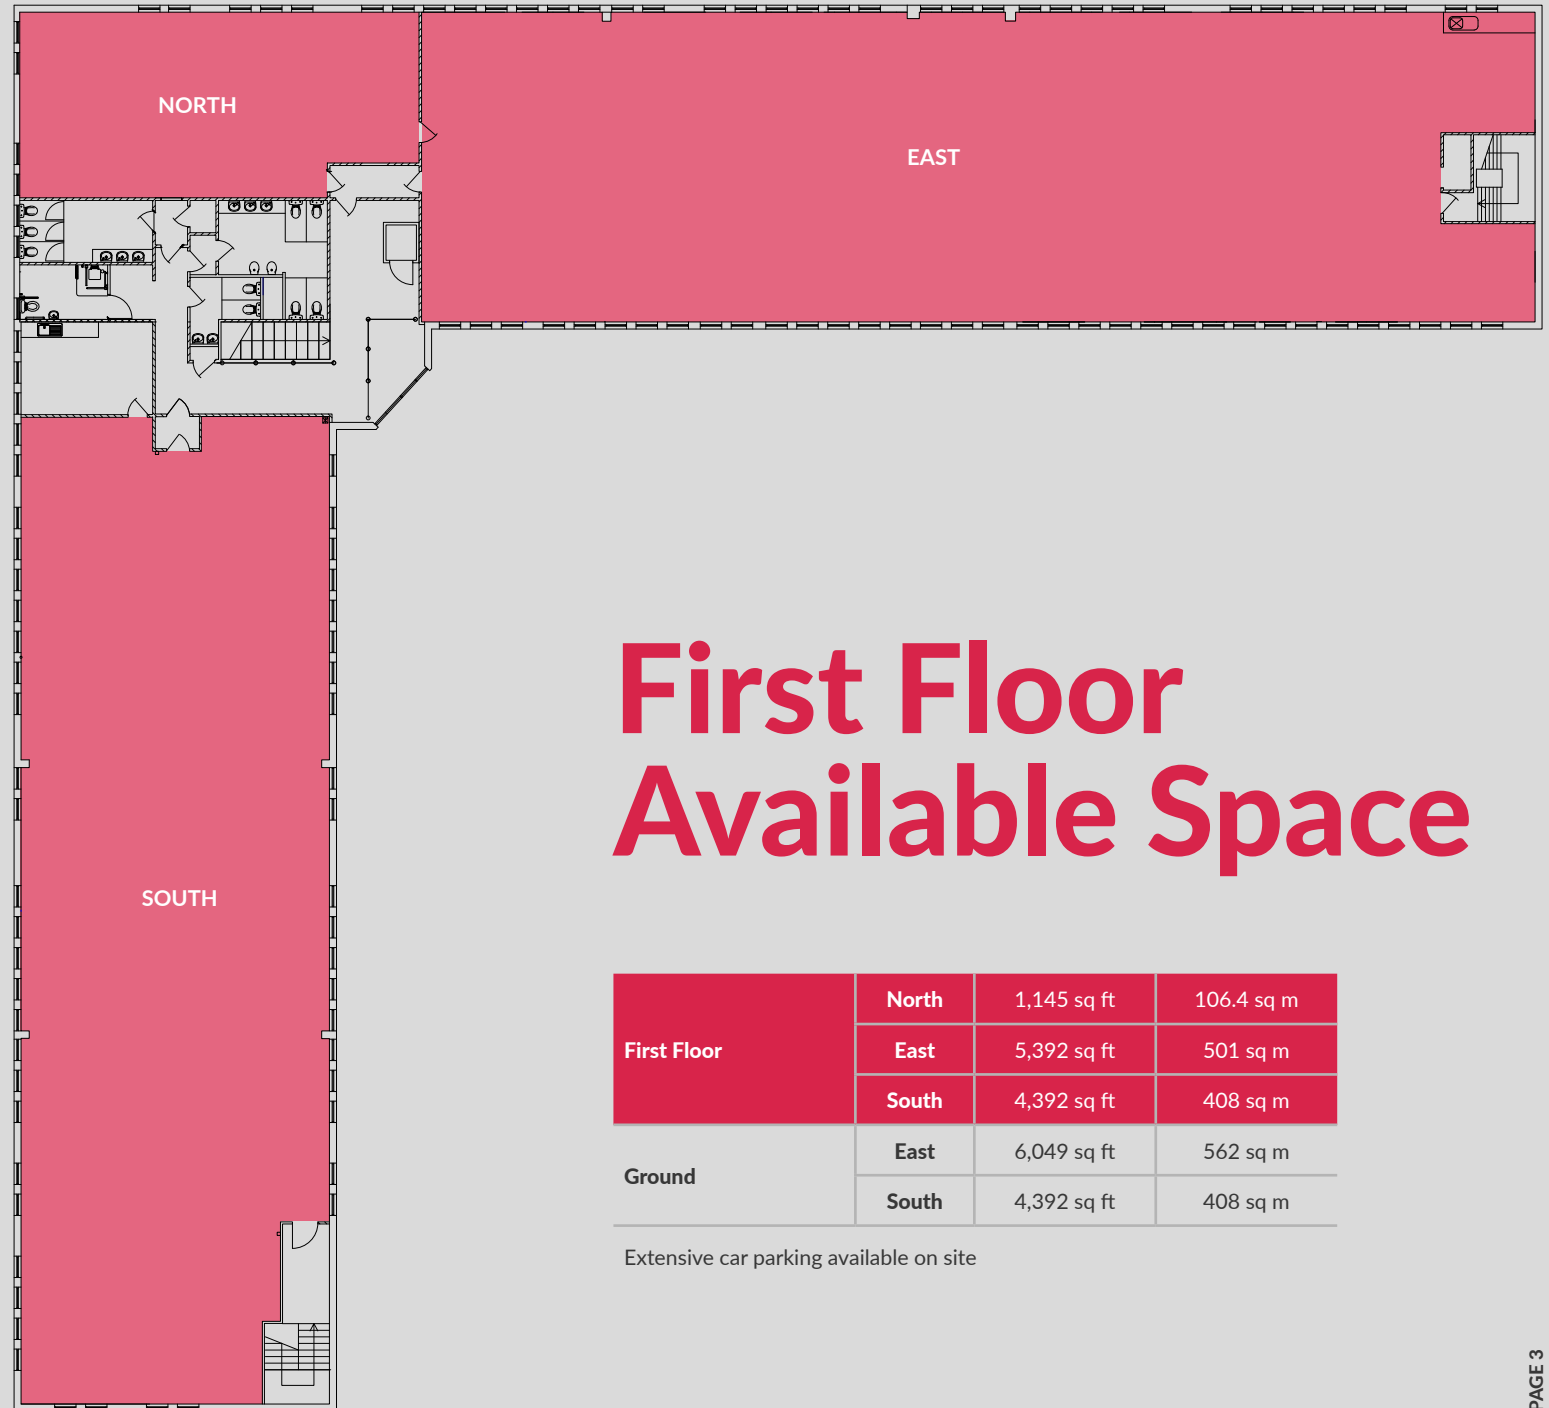 NORTH
EAST
SOUTH
First Floor
Available Space
First Floor
North 1,145 sq ft 106.4 sq m
East 5,392 sq ft 501 sq m
South 4,392 sq ft 408 sq m
Ground
East 6,049 sq ft 562 sq m
South 4,392 sq ft 408 sq m
Extensive car parking available on site
PAGE 3